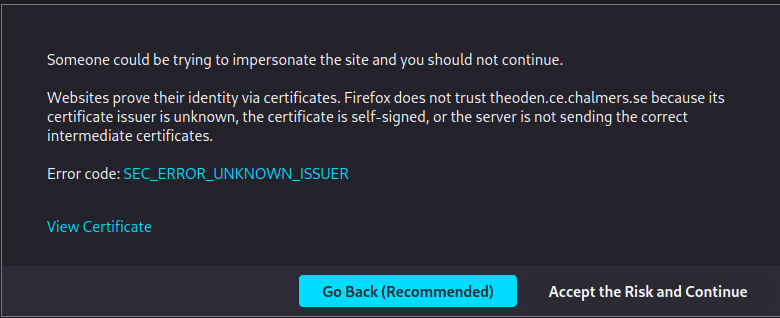 Someone could be trying to impersonate the site and you should not continue.
Websites prove their identity via certificates. Firefox does not trust theoden.ce.chalmers.se because its
certificate issuer is unknown, the certificate is self-signed, or the server is not sending the correct
intermediate certificates.
Error code: SEC_ERROR_UNKNOWN_ISSUER
View Certificate
Go Back (Recommended)
Accept the Risk and Continue